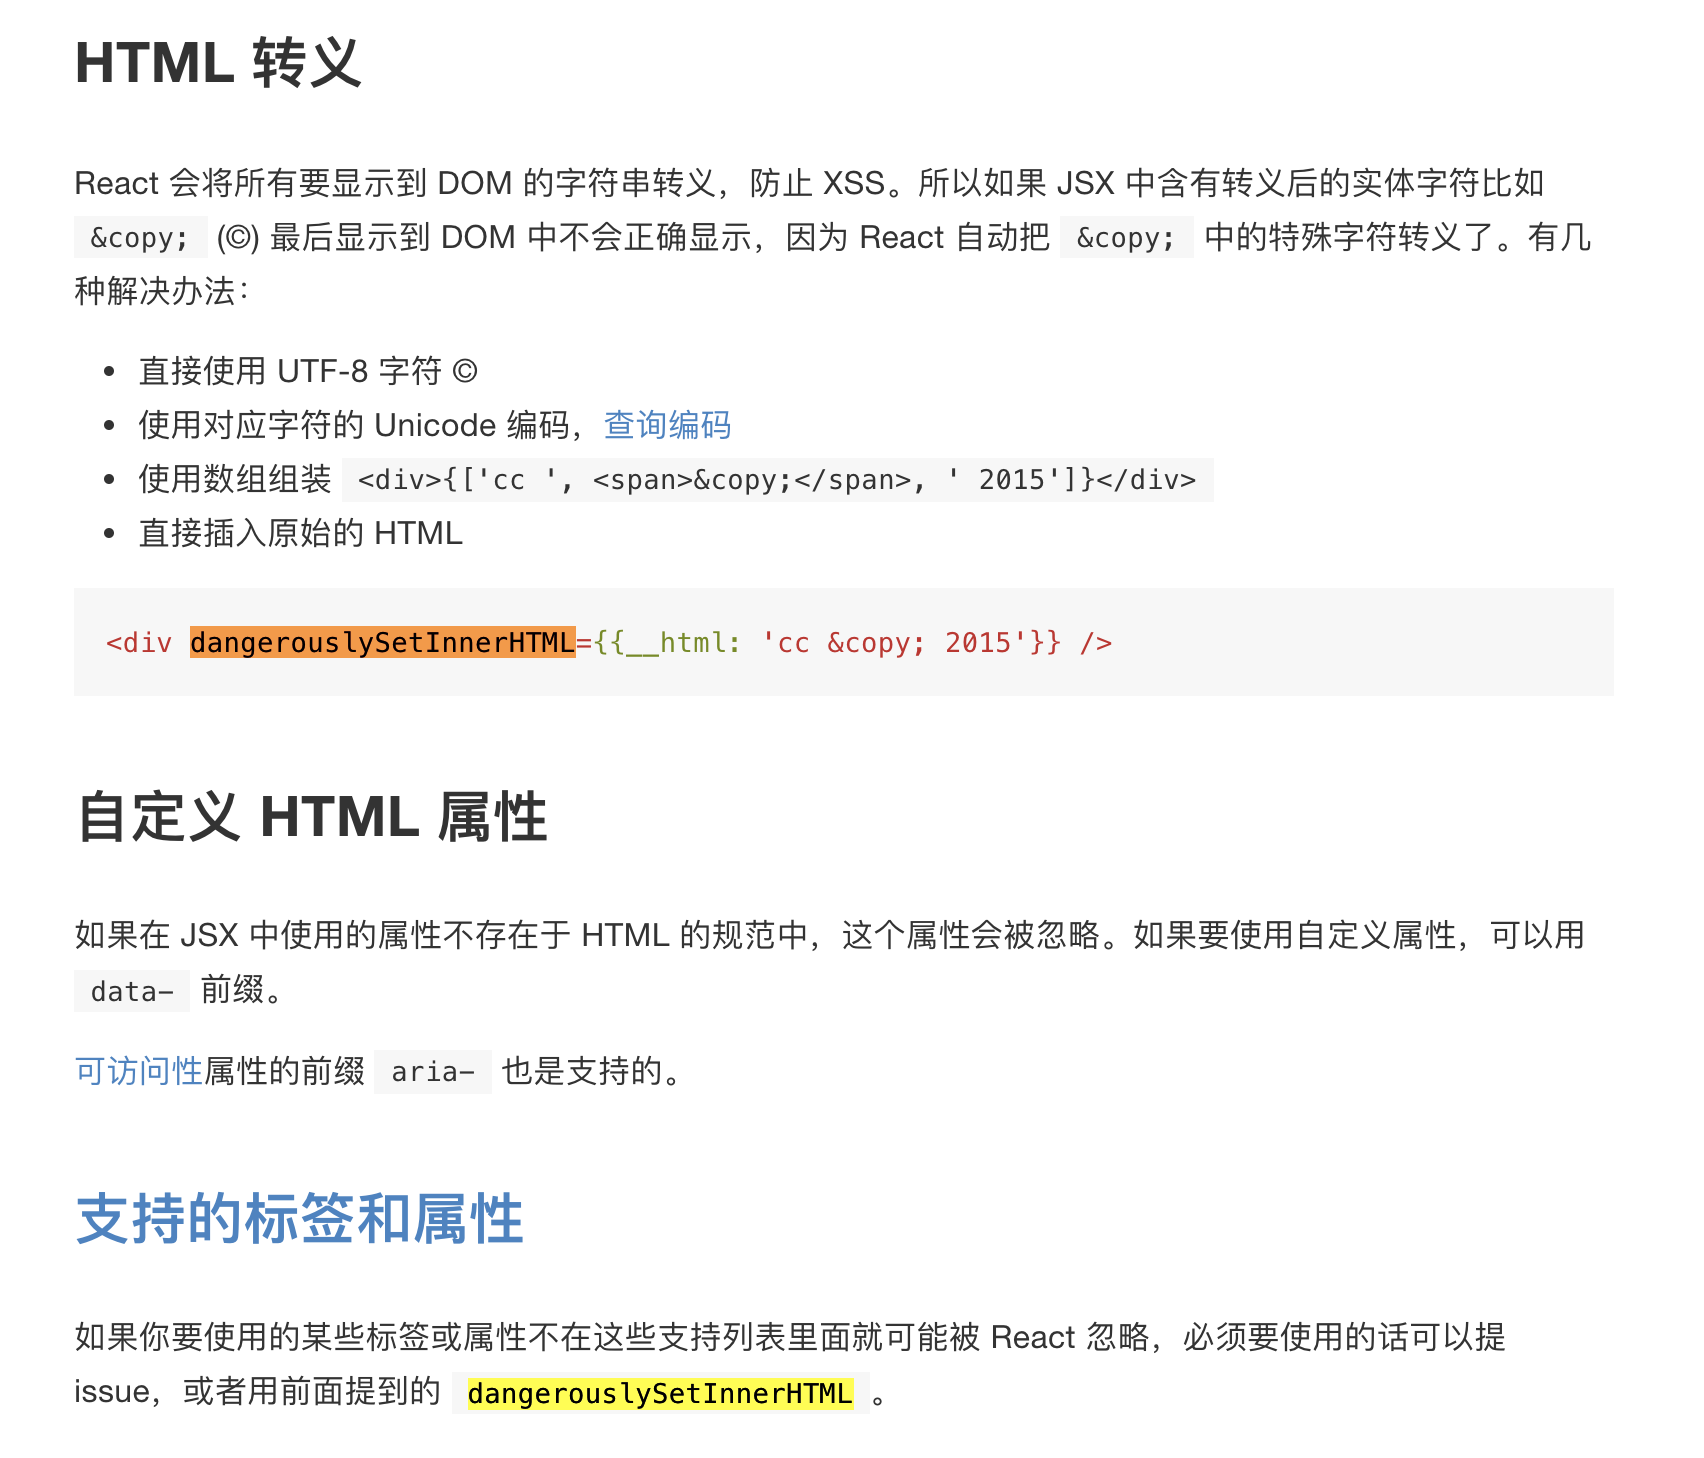 HTML 转义
React 会将所有要显示到 DOM 的字符串转义，防止 XSS。所以如果 JSX 中含有转义后的实体字符比如
&copy; (©) 最后显示到 DOM 中不会正确显示，因为 React 自动把 &copy; 中的特殊字符转义了。有几
种解决办法：
• 直接使用 UTF-8 字符 ©
• 使用对应字符的 Unicode 编码，查询编码
• 使用数组组装 <div>{['cc ', <span>&copy;</span>, ' 2015']}</div>
• 直接插入原始的 HTML
<div dangerouslySetInnerHTML={{__html: 'cc &copy; 2015'}} />
自定义 HTML 属性
如果在 JSX 中使用的属性不存在于 HTML 的规范中，这个属性会被忽略。如果要使用自定义属性，可以用
data- 前缀。
可访问性属性的前缀 aria- 也是支持的。
支持的标签和属性
如果你要使用的某些标签或属性不在这些支持列表里面就可能被 React 忽略，必须要使用的话可以提
issue，或者用前面提到的 dangerouslySetInnerHTML 。